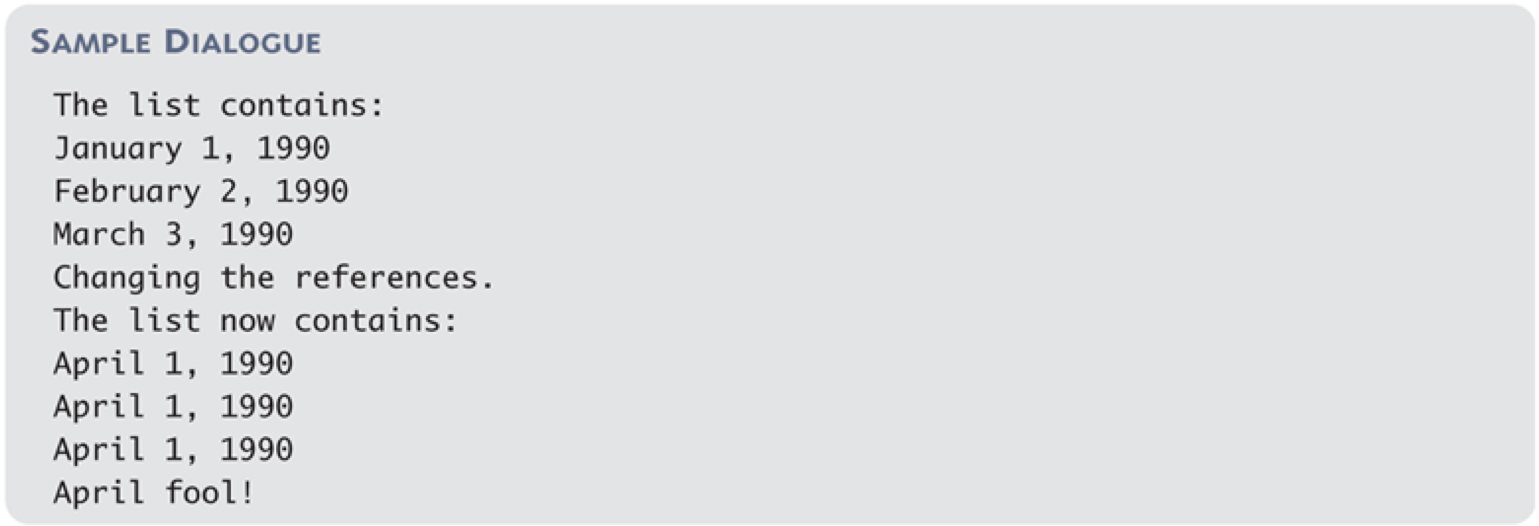 SAMPLE DIALOGUE
The list contains:
January 1, 1990
February 2, 1990
March 3, 1990
Changing the references.
The list now contains:
April 1, 1990
April 1, 1990
April 1, 1990
April fool!